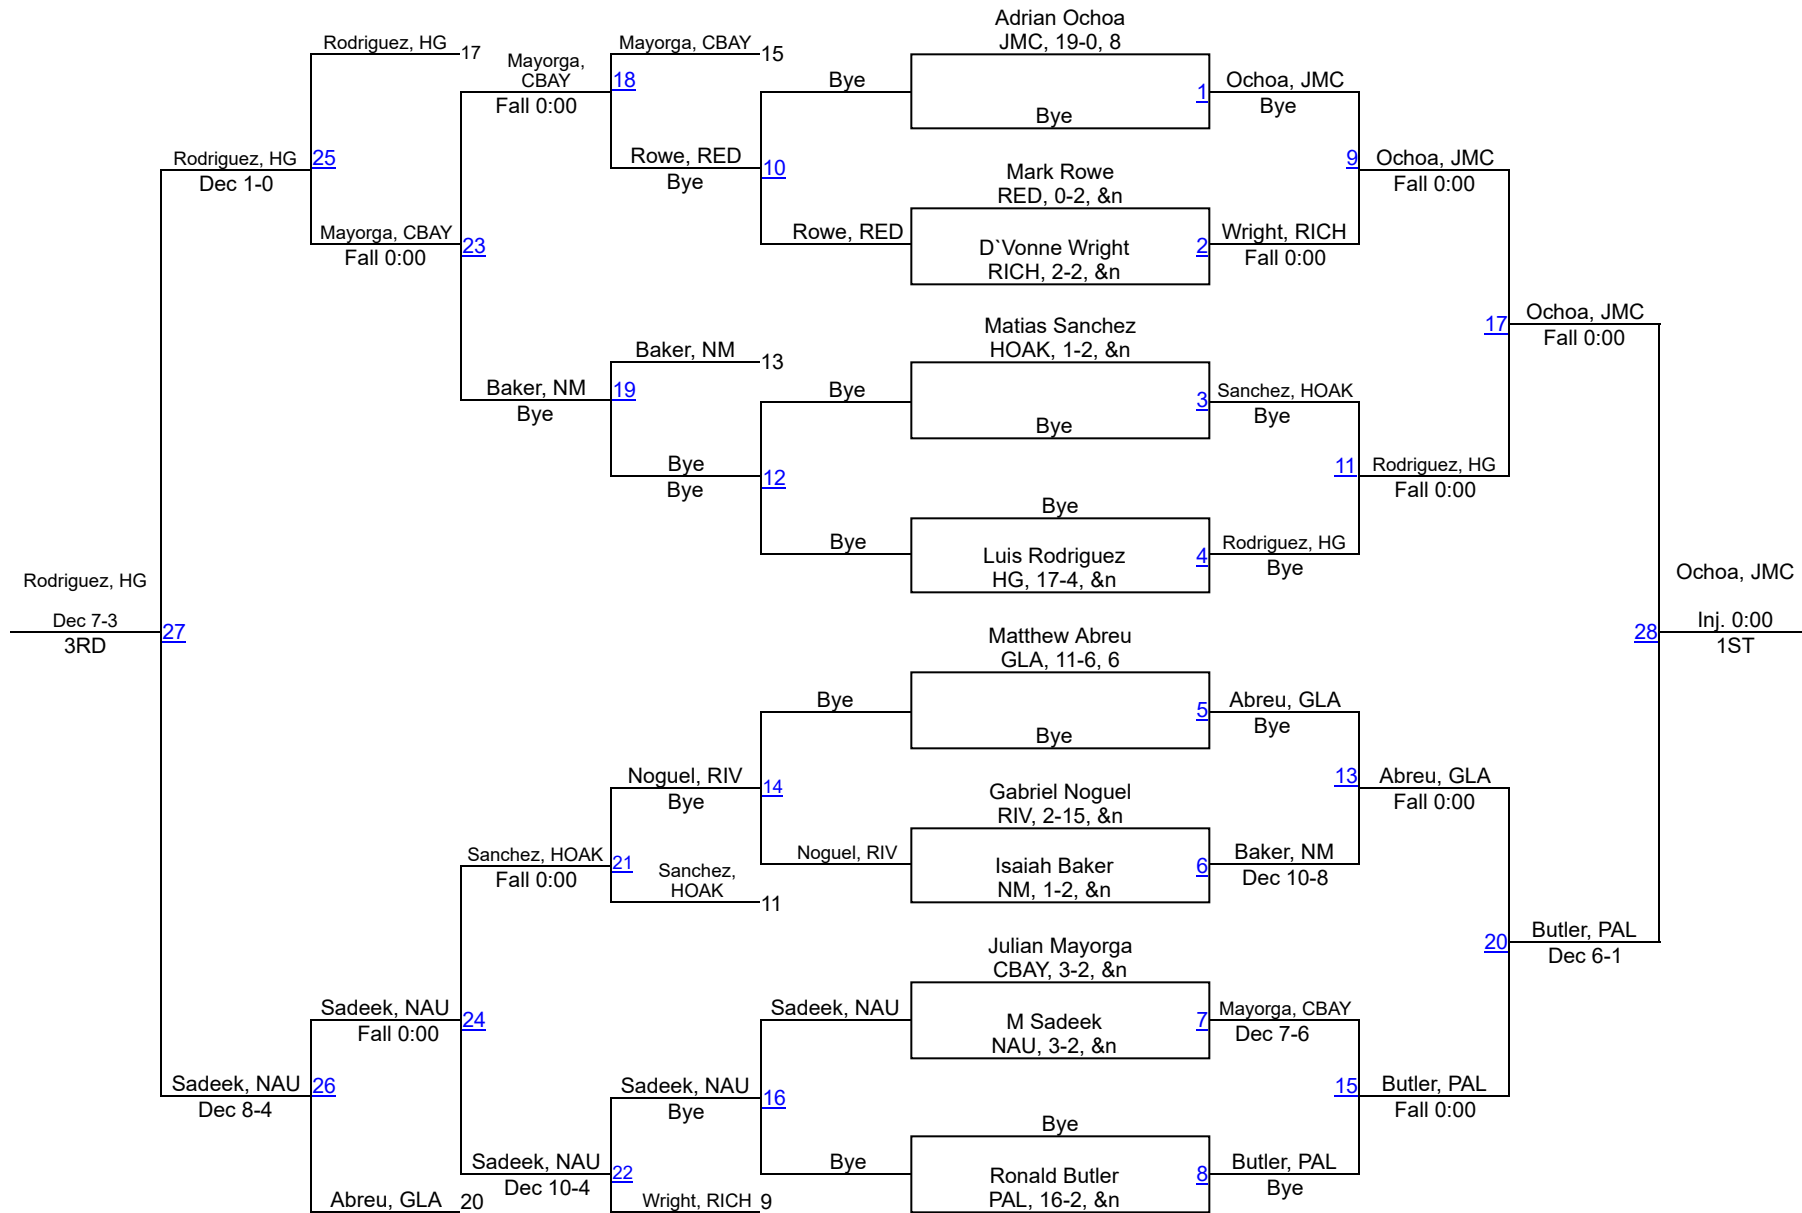 Rodriguez, HG
17
25
Rodriguez, HG
Dec 1-0
Mayorga, CBAY
Fall 0:00
23
Mayorga,
CBAY
Fall 0:00
18
Mayorga, CBAY
15
Rowe, RED
Bye
10
Baker, NM
Bye
19
Baker, NM
13
Bye
Bye
12
Rodriguez, HG
Dec 7-3
3RD
27
Sadeek, NAU
Dec 8-4
26
Sadeek, NAU
Fall 0:00
24
Abreu, GLA
20
Sanchez, HOAK
Fall 0:00
21
Noguel, RIV
Bye
14
Sanchez,
HOAK
11
Sadeek, NAU
Dec 10-4
22
Sadeek, NAU
Bye
16
Wright, RICH
9
Bye
Rowe, RED
Bye
Bye
Bye
Noguel, RIV
Sadeek, NAU
Bye
Adrian Ochoa
JMC, 19-0, 8
Bye
1
Mark Rowe
RED, 0-2, &n
D`Vonne Wright
RICH, 2-2, &n
2
Matias Sanchez
HOAK, 1-2, &n
Bye
3
Bye
Luis Rodriguez
HG, 17-4, &n
4
Matthew Abreu
GLA, 11-6, 6
Bye
5
Gabriel Noguel
RIV, 2-15, &n
Isaiah Baker
NM, 1-2, &n
6
Julian Mayorga
CBAY, 3-2, &n
M Sadeek
NAU, 3-2, &n
7
Bye
Ronald Butler
PAL, 16-2, &n
8
Ochoa, JMC
Bye
9
Wright, RICH
Fall 0:00
Sanchez, HOAK
Bye
11
Rodriguez, HG
Bye
Abreu, GLA
Bye
13
Baker, NM
Dec 10-8
Mayorga, CBAY
Dec 7-6
15
Butler, PAL
Bye
Ochoa, JMC
Fall 0:00
17
Rodriguez, HG
Fall 0:00
Abreu, GLA
Fall 0:00
20
Butler, PAL
Fall 0:00
Ochoa, JMC
Fall 0:00
28
Butler, PAL
Dec 6-1
Ochoa, JMC
Inj. 0:00
1ST